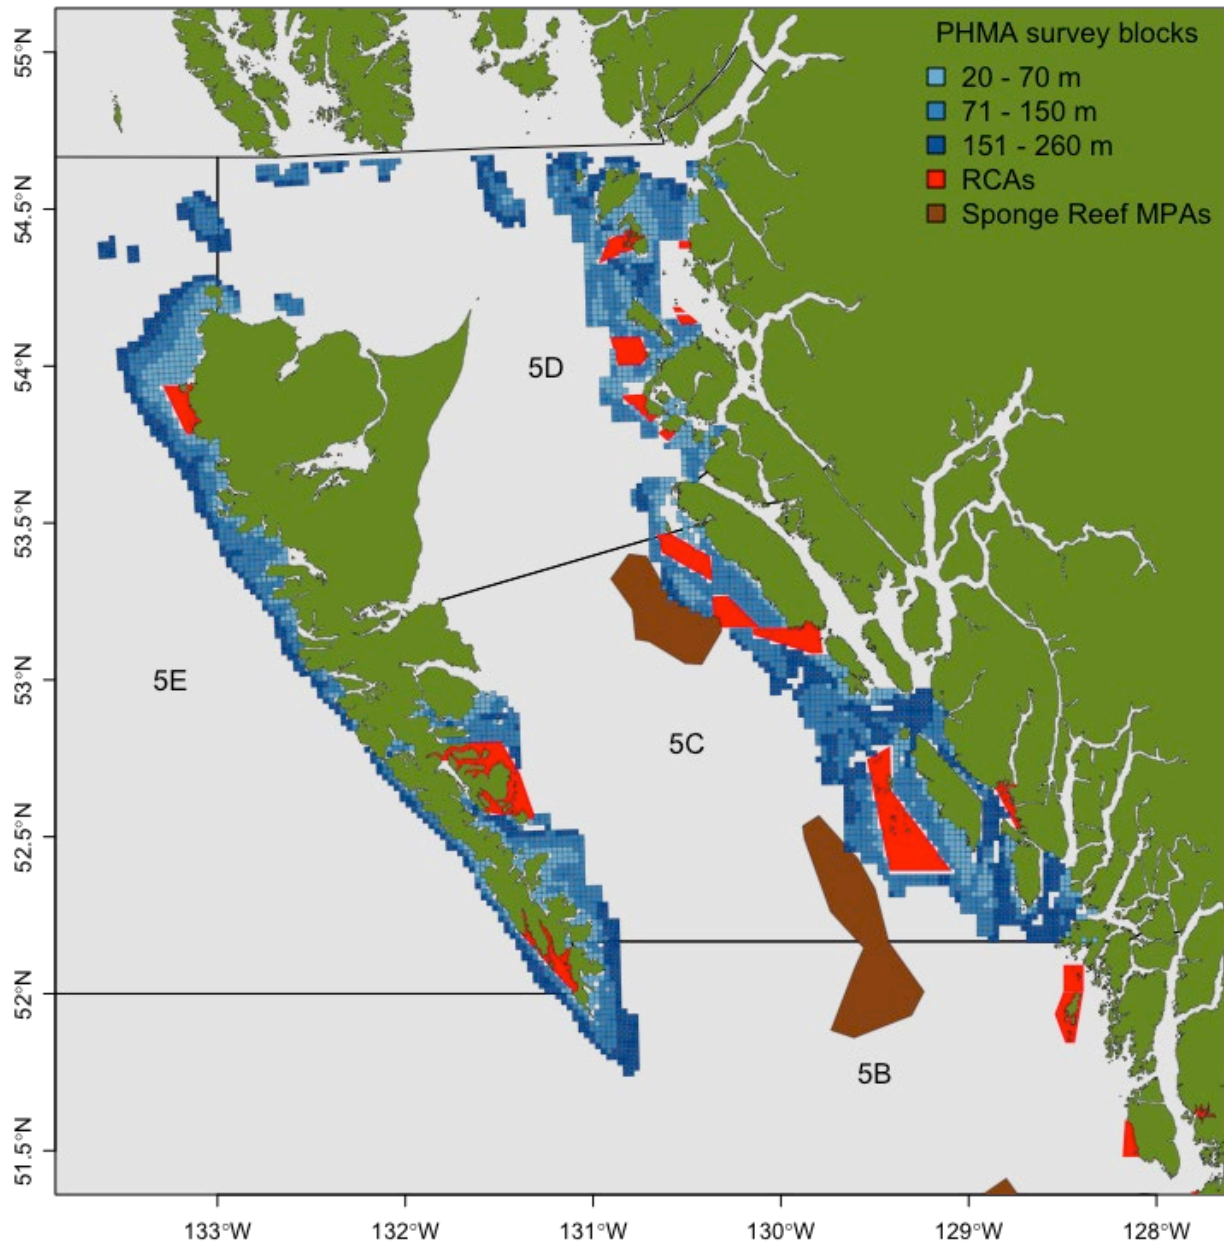 PHMA survey blocks
20 - 70 m
71 - 150 m
151 - 260 m
RCAs
Sponge Reef MPAs
55°N
54.5°N
54°N
53.5°N
53°N
52.5°N
52°N
51.5°N
5D
5E
5C
5B
133°W
132°W
131°W
130°W
129°W
128°W